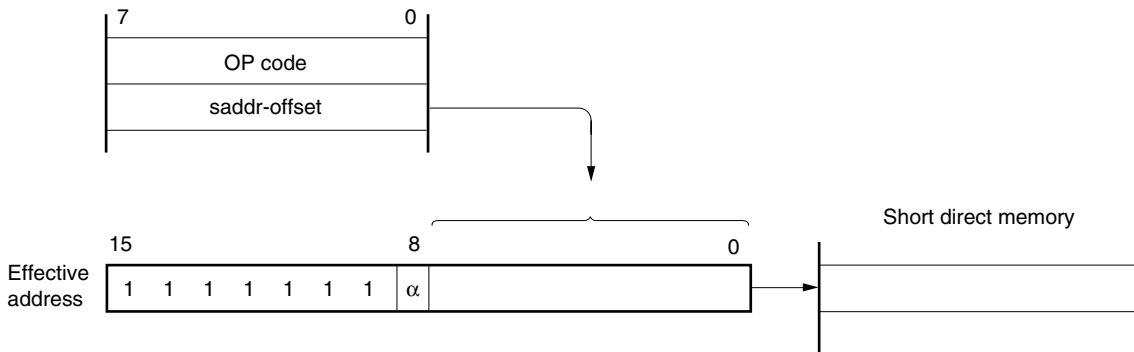 7 0
OP code
saddr-offset
Short direct memory
15 8 0
Effective
address
1 1 1 1 1 1 1 α